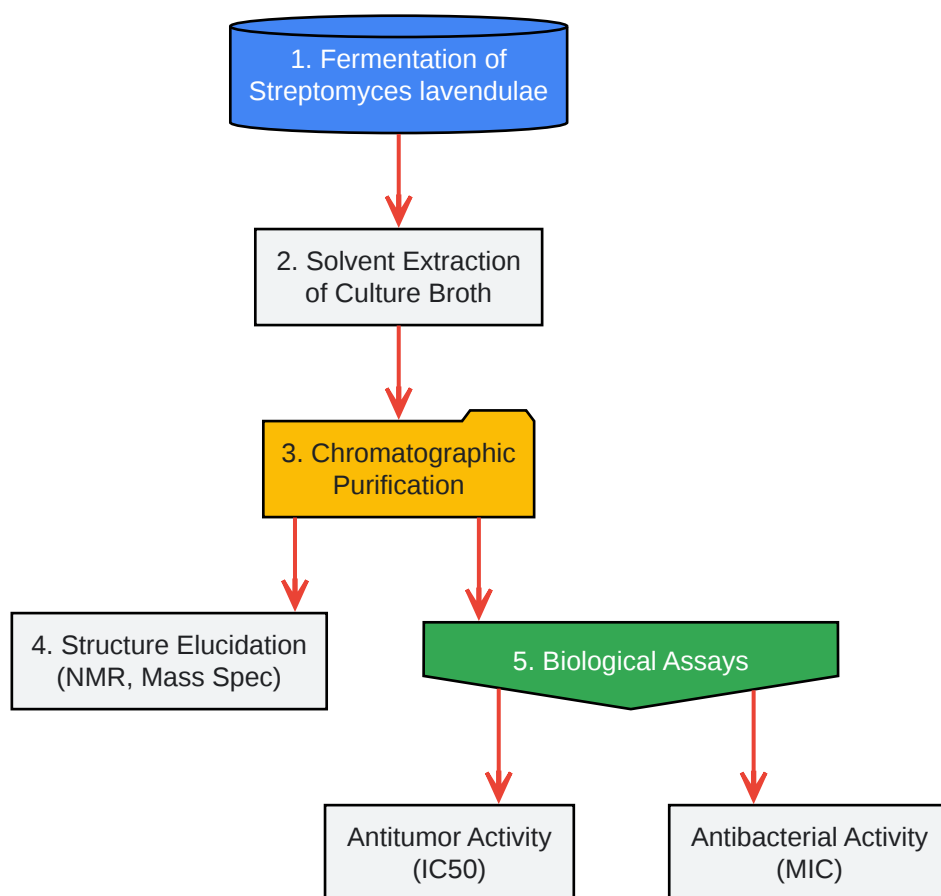 1. Fermentation of
Streptomyces lavendulae
2. Solvent Extraction
of Culture Broth
3. Chromatographic
Purification
4. Structure Elucidation
(NMR, Mass Spec)
5. Biological Assays
Antitumor Activity
(IC50)
Antibacterial Activity
(MIC)